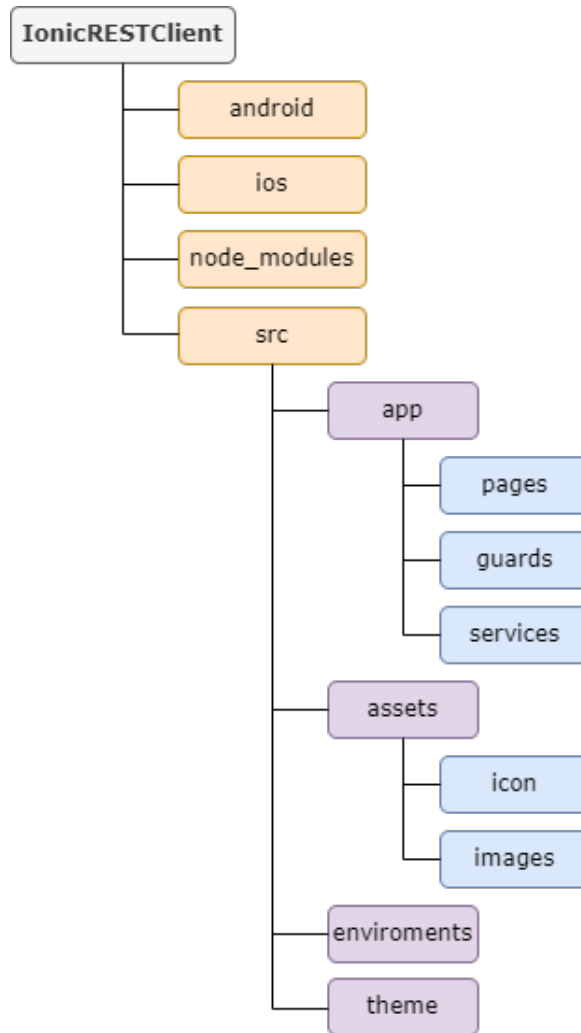 IonicRESTClient
android
ios
node_modules
src
app
pages
guards
services
assets
icon
images
enviroments
theme